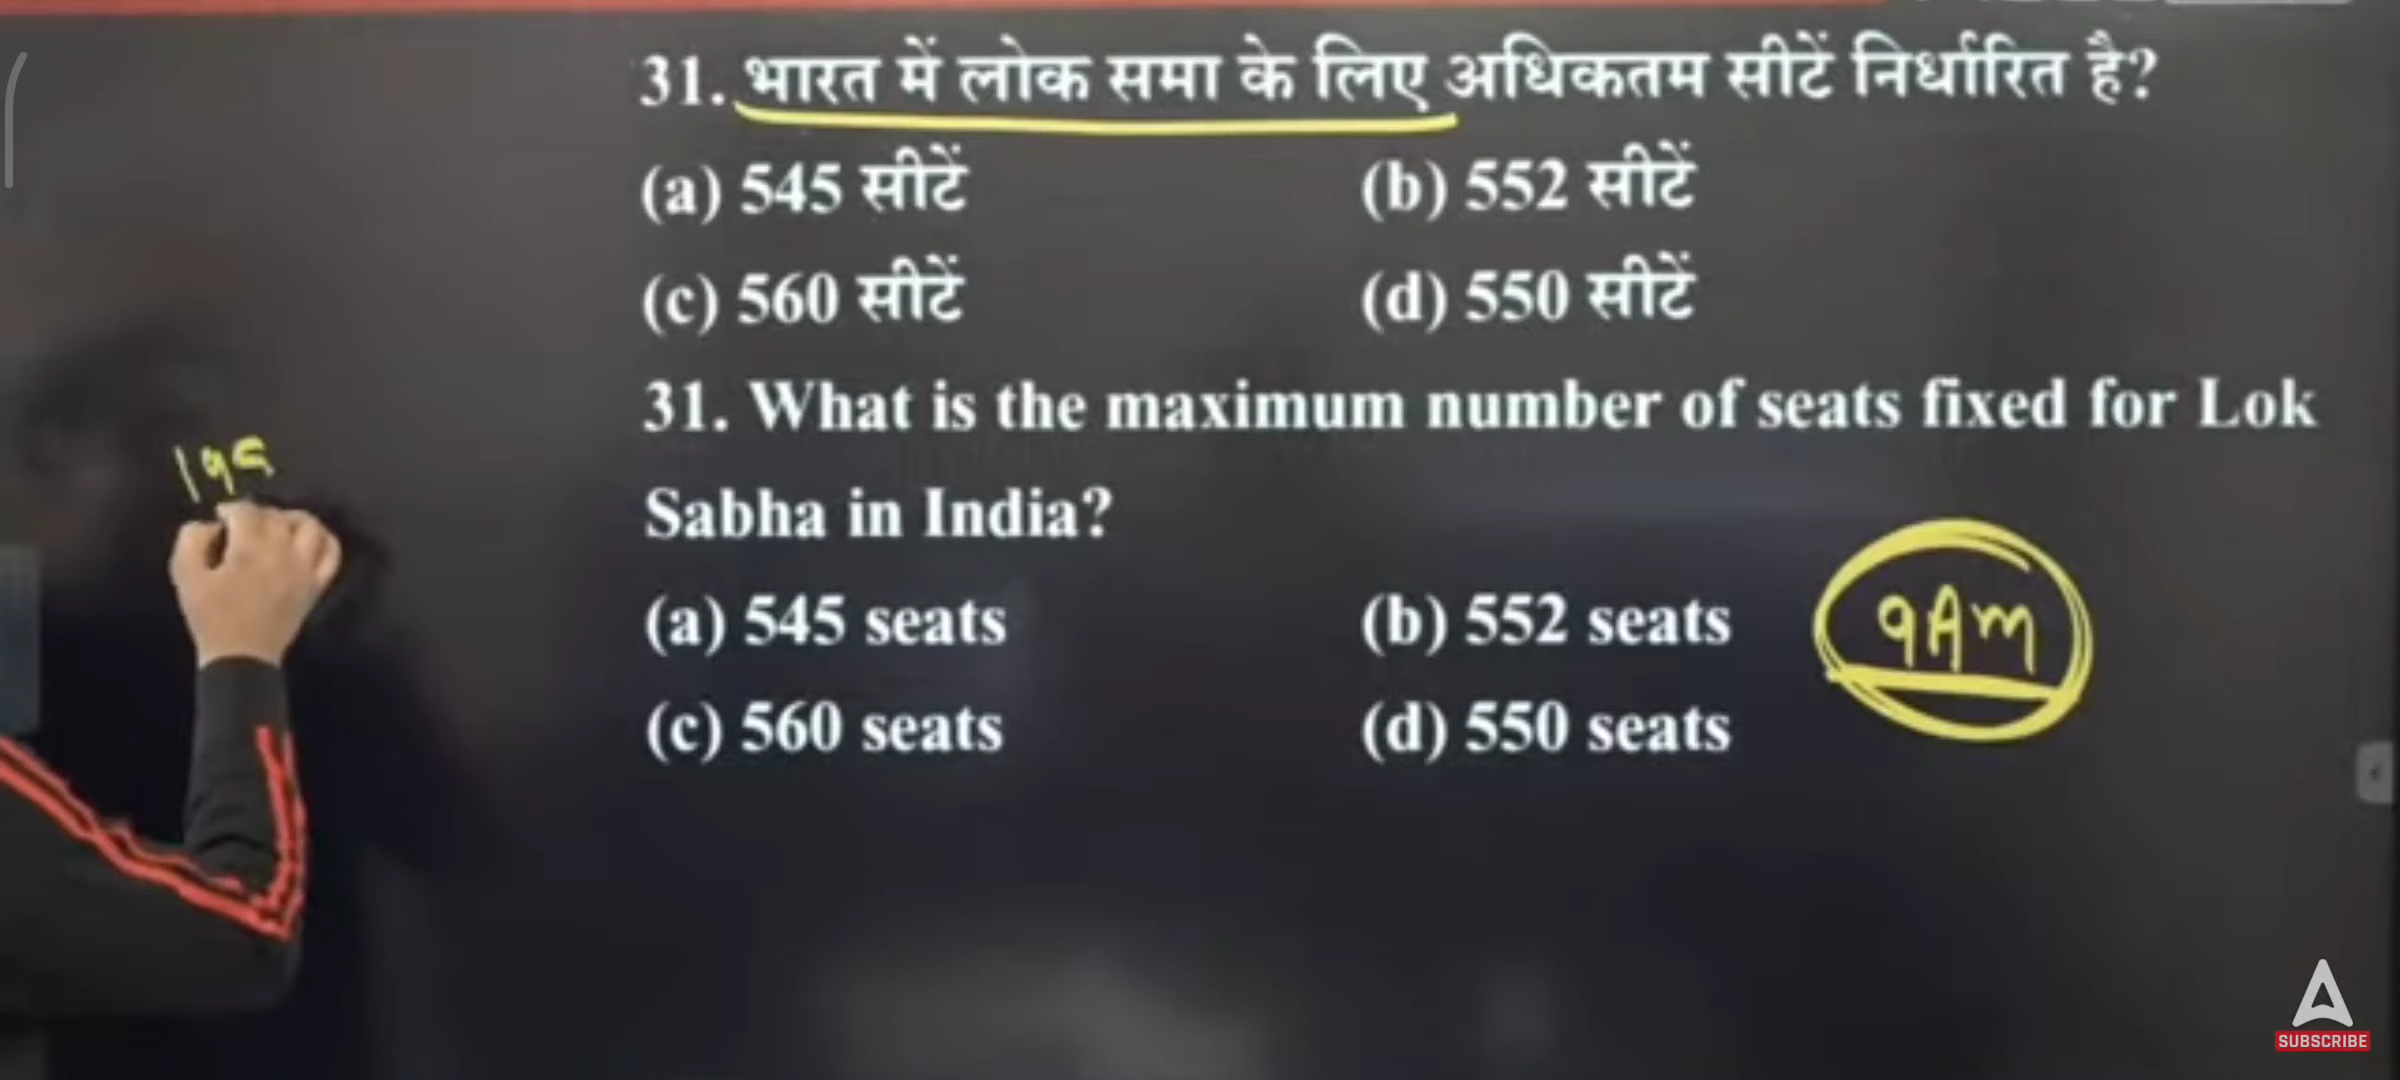 31. भारत में लोक समा के लिए अधिकतम सीटें निर्धारित है?
(a) 545 सीटें (b) 552 सीटें
(c) 560 सीटें (d) 550 सीटें
31. What is the maximum number of seats fixed for Lok
Sabha in India?
(a) 545 seats (b) 552 seats
(c) 560 seats (d) 550 seats
9AM
SUBSCRIBE